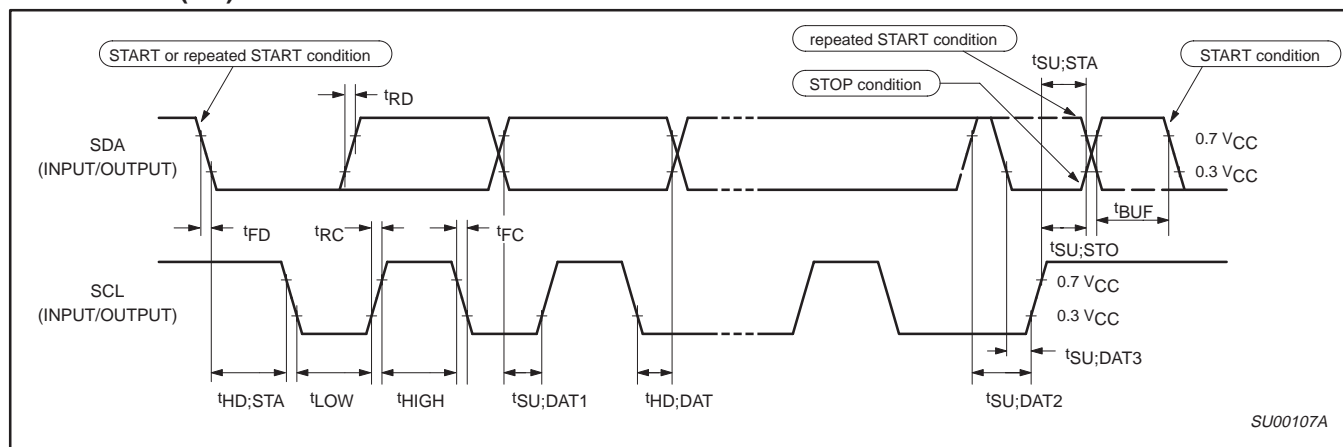 START or repeated START condition
repeated START condition
tSU;STA
START condition
STOP condition
tRD
SDA
(INPUT/OUTPUT)
0.7 VCC
0.3 VCC
tBUF
tFD
tRC
tFC
tSU;STO
SCL
(INPUT/OUTPUT)
0.7 VCC
0.3 VCC
tSU;DAT3
tHD;STA
tLOW
tHIGH
tSU;DAT1
tHD;DAT
tSU;DAT2
SU00107A